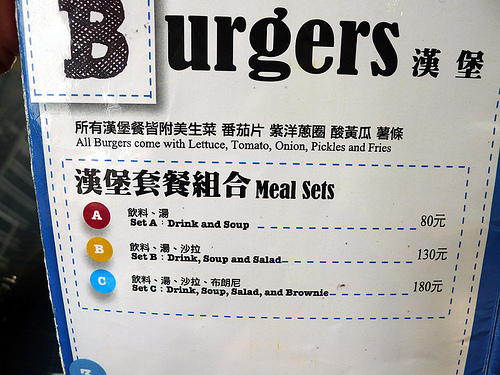 Burgers 漢堡
所有漢堡餐皆附美生菜 番茄片 紫洋蔥圈 酸黃瓜 薯條
All Burgers come with Lettuce, Tomato, Onion, Pickles and Fries
漢堡套餐組合 Meal Sets
A 飲料、湯
Set A：Drink and Soup 80元
B 飲料、湯、沙拉
Set B：Drink, Soup and Salad 130元
C 飲料、湯、沙拉、布朗尼
Set C：Drink, Soup, Salad, and Brownie 180元